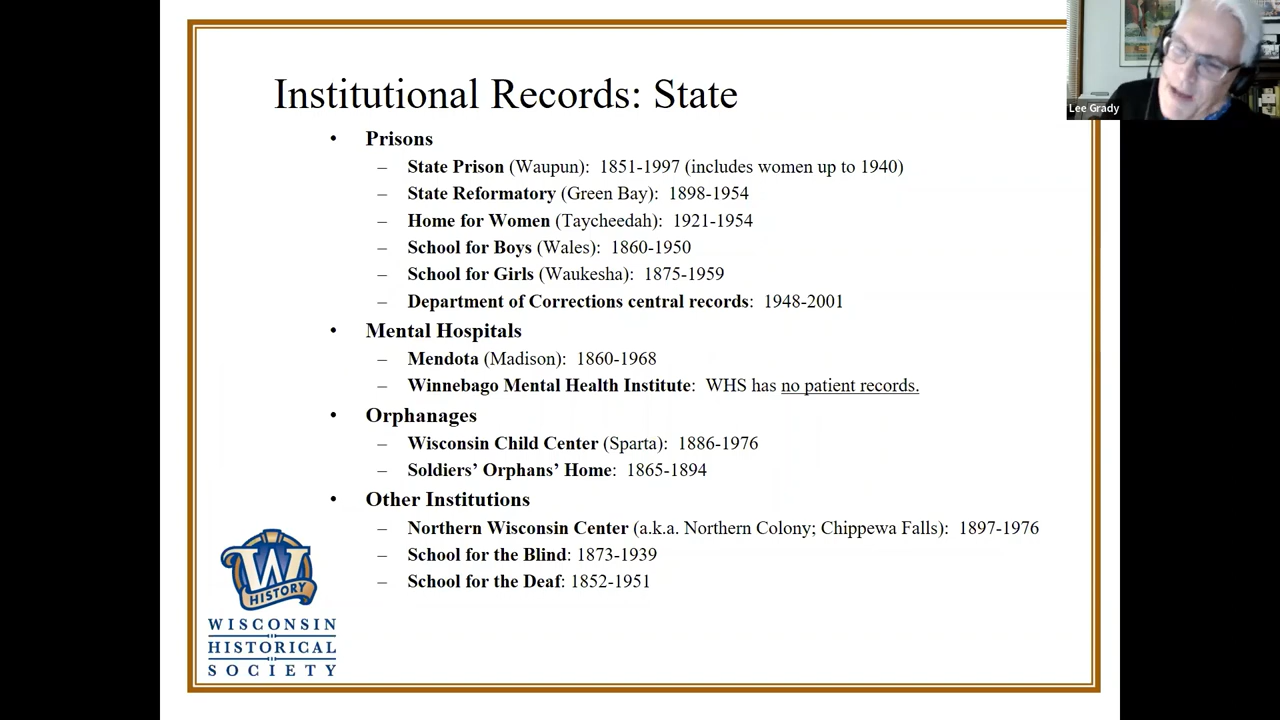 Institutional Records: State
Lee Grady
• Prisons
– State Prison (Waupun): 1851-1997 (includes women up to 1940)
– State Reformatory (Green Bay): 1898-1954
– Home for Women (Taycheedah): 1921-1954
– School for Boys (Wales): 1860-1950
– School for Girls (Waukesha): 1875-1959
– Department of Corrections central records: 1948-2001
• Mental Hospitals
– Mendota (Madison): 1860-1968
– Winnebago Mental Health Institute: WHS has no patient records.
• Orphanages
– Wisconsin Child Center (Sparta): 1886-1976
– Soldiers’ Orphans’ Home: 1865-1894
• Other Institutions
– Northern Wisconsin Center (a.k.a. Northern Colony; Chippewa Falls): 1897-1976
– School for the Blind: 1873-1939
– School for the Deaf: 1852-1951
W
HISTORY
WISCONSIN
HISTORICAL
SOCIETY